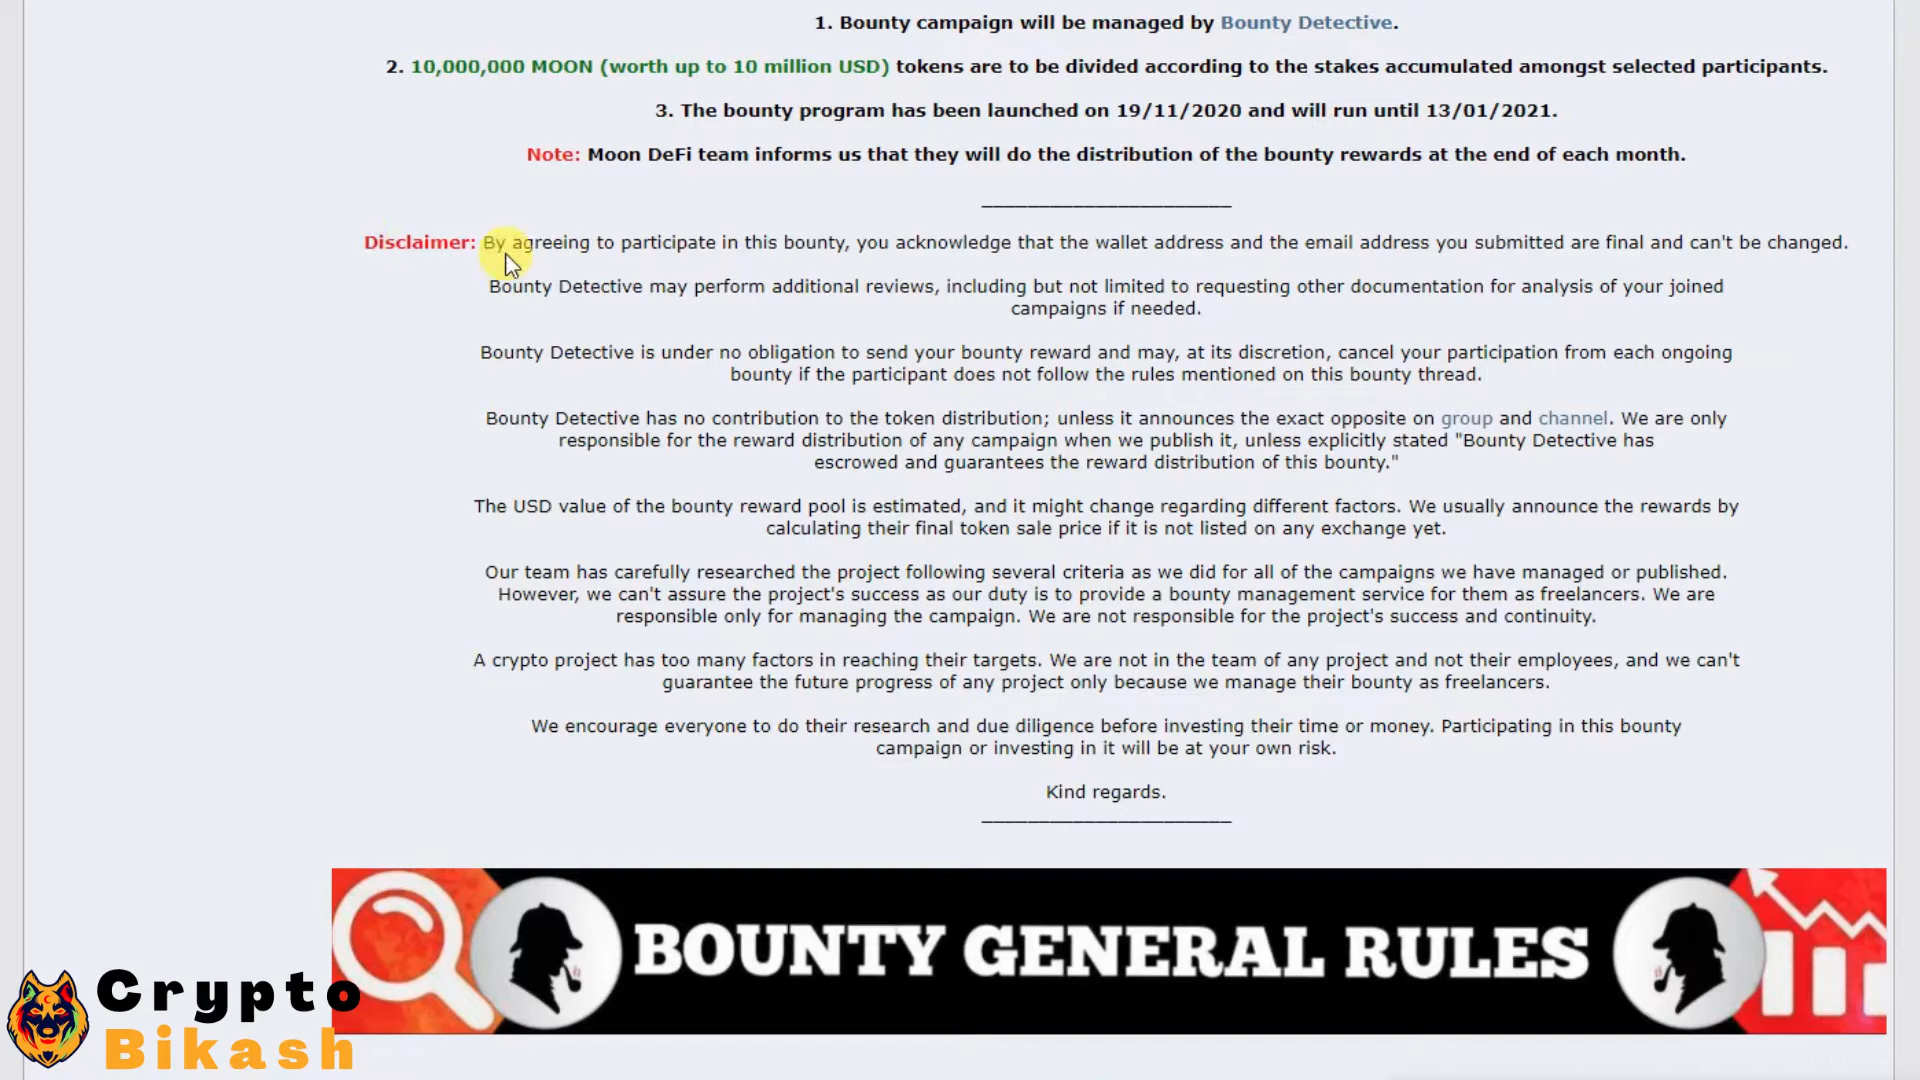 1. Bounty campaign will be managed by Bounty Detective.
2. 10,000,000 MOON (worth up to 10 million USD) tokens are to be divided according to the stakes accumulated amongst selected participants.
3. The bounty program has been launched on 19/11/2020 and will run until 13/01/2021.
Note: Moon DeFi team informs us that they will do the distribution of the bounty rewards at the end of each month.
Disclaimer: By agreeing to participate in this bounty, you acknowledge that the wallet address and the email address you submitted are final and can't be changed.
Bounty Detective may perform additional reviews, including but not limited to requesting other documentation for analysis of your joined
campaigns if needed.
Bounty Detective is under no obligation to send your bounty reward and may, at its discretion, cancel your participation from each ongoing
bounty if the participant does not follow the rules mentioned on this bounty thread.
Bounty Detective has no contribution to the token distribution; unless it announces the exact opposite on group and channel. We are only
responsible for the reward distribution of any campaign when we publish it, unless explicitly stated "Bounty Detective has
escrowed and guarantees the reward distribution of this bounty."
The USD value of the bounty reward pool is estimated, and it might change regarding different factors. We usually announce the rewards by
calculating their final token sale price if it is not listed on any exchange yet.
Our team has carefully researched the project following several criteria as we did for all of the campaigns we have managed or published.
However, we can't assure the project's success as our duty is to provide a bounty management service for them as freelancers. We are
responsible only for managing the campaign. We are not responsible for the project's success and continuity.
A crypto project has too many factors in reaching their targets. We are not in the team of any project and not their employees, and we can't
guarantee the future progress of any project only because we manage their bounty as freelancers.
We encourage everyone to do their research and due diligence before investing their time or money. Participating in this bounty
campaign or investing in it will be at your own risk.
Kind regards.
BOUNTY GENERAL RULES
Crypto
Bikash